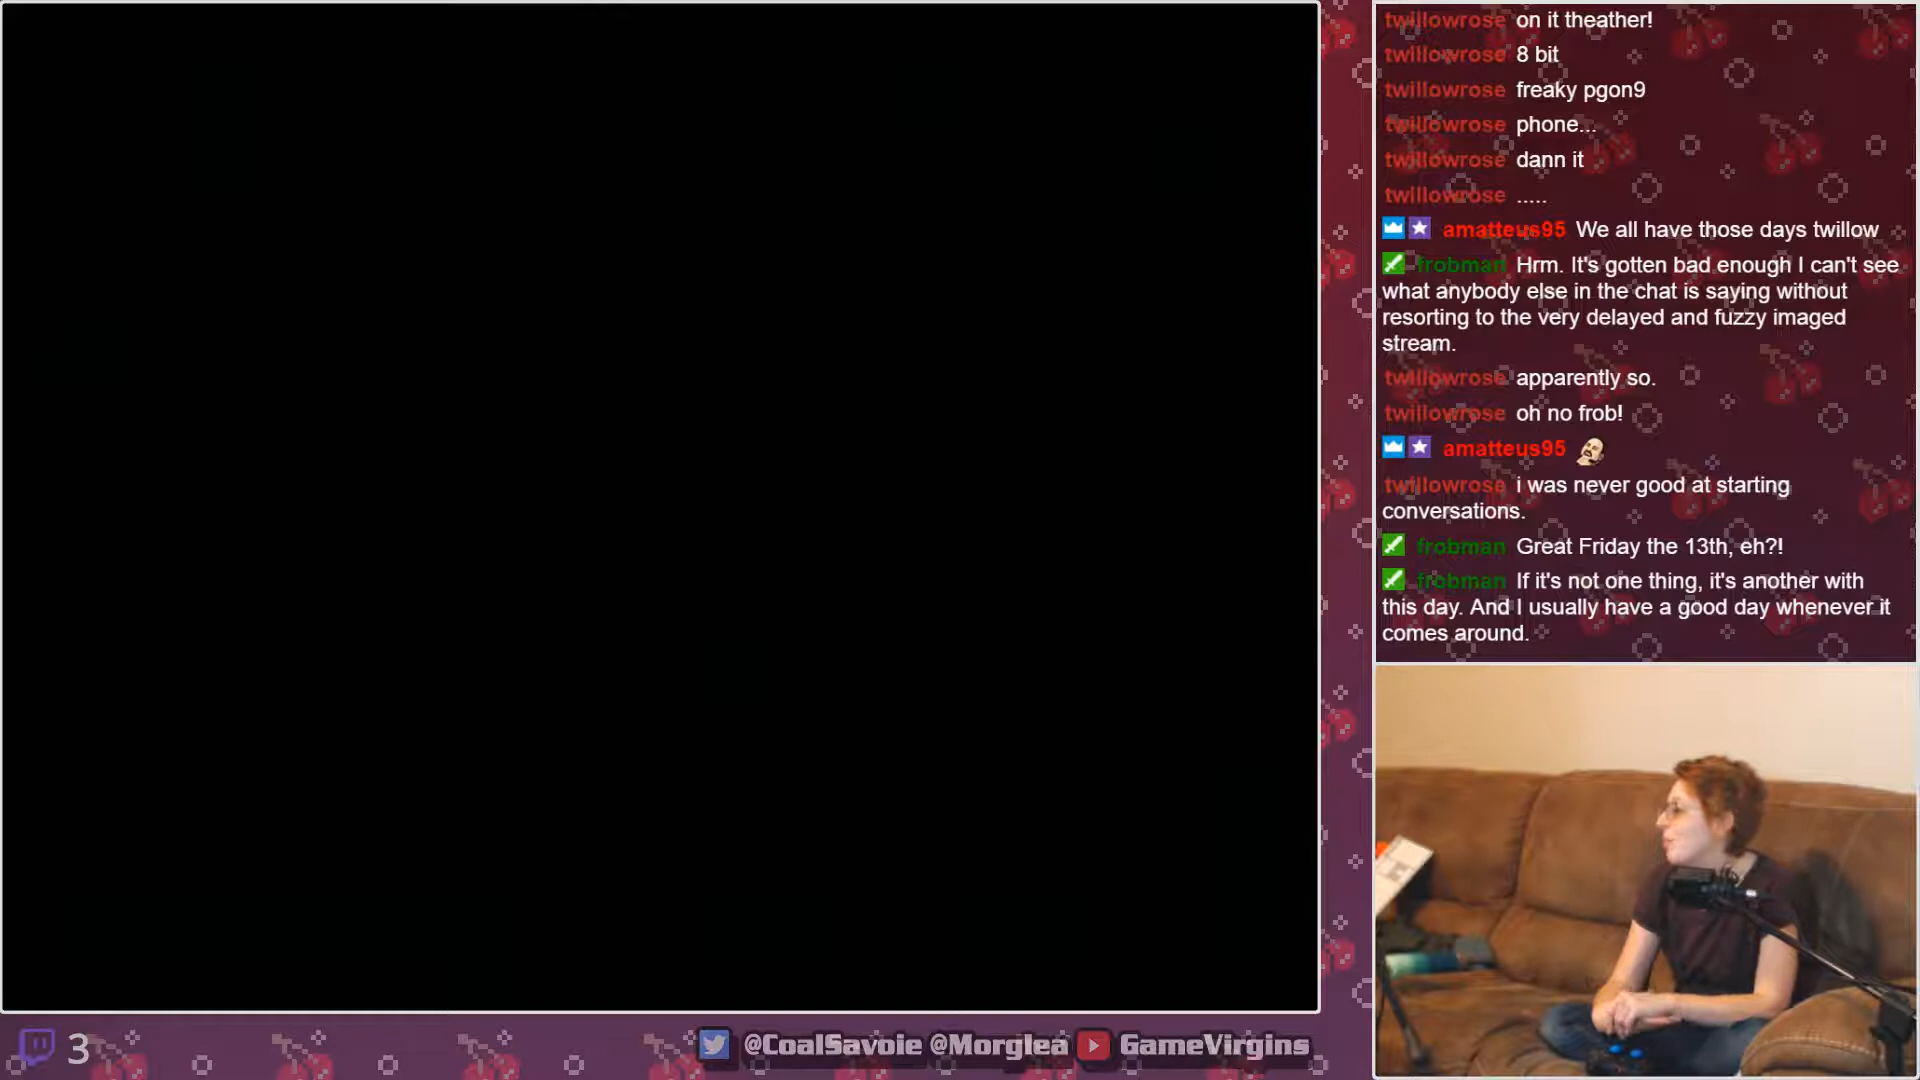 twillowrose on it theather!
twillowrose 8 bit
twillowrose freaky pgon9
twillowrose phone...
twillowrose dann it
twillowrose .....
amatteus95 We all have those days twillow
frobman Hrm. It's gotten bad enough I can't see
what anybody else in the chat is saying without
resorting to the very delayed and fuzzy imaged
stream.
twillowrose apparently so.
twillowrose oh no frob!
amatteus95
twillowrose i was never good at starting
conversations.
frobman Great Friday the 13th, eh?!
frobman If it's not one thing, it's another with
this day. And I usually have a good day whenever it
comes around.
3 @CoalSavoie @Morglea GameVirgins